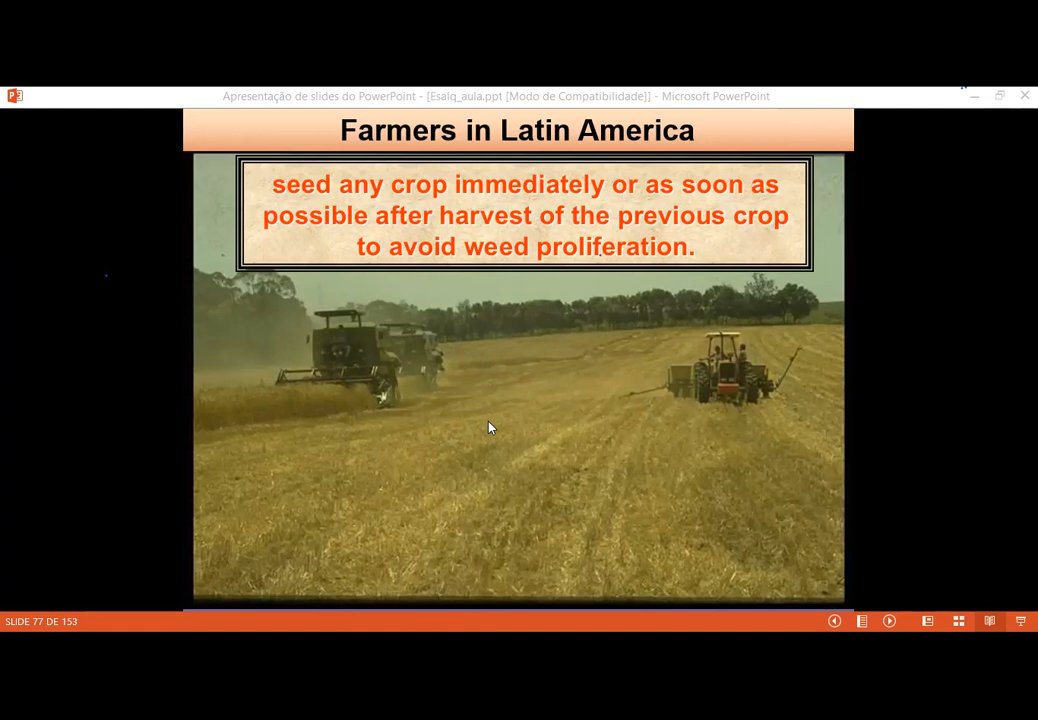 Apresentação de slides do PowerPoint - [Esalq_aula.ppt [Modo de Compatibilidade]] - Microsoft PowerPoint
Farmers in Latin America
seed any crop immediately or as soon as
possible after harvest of the previous crop
to avoid weed proliferation.
SLIDE 77 DE 153